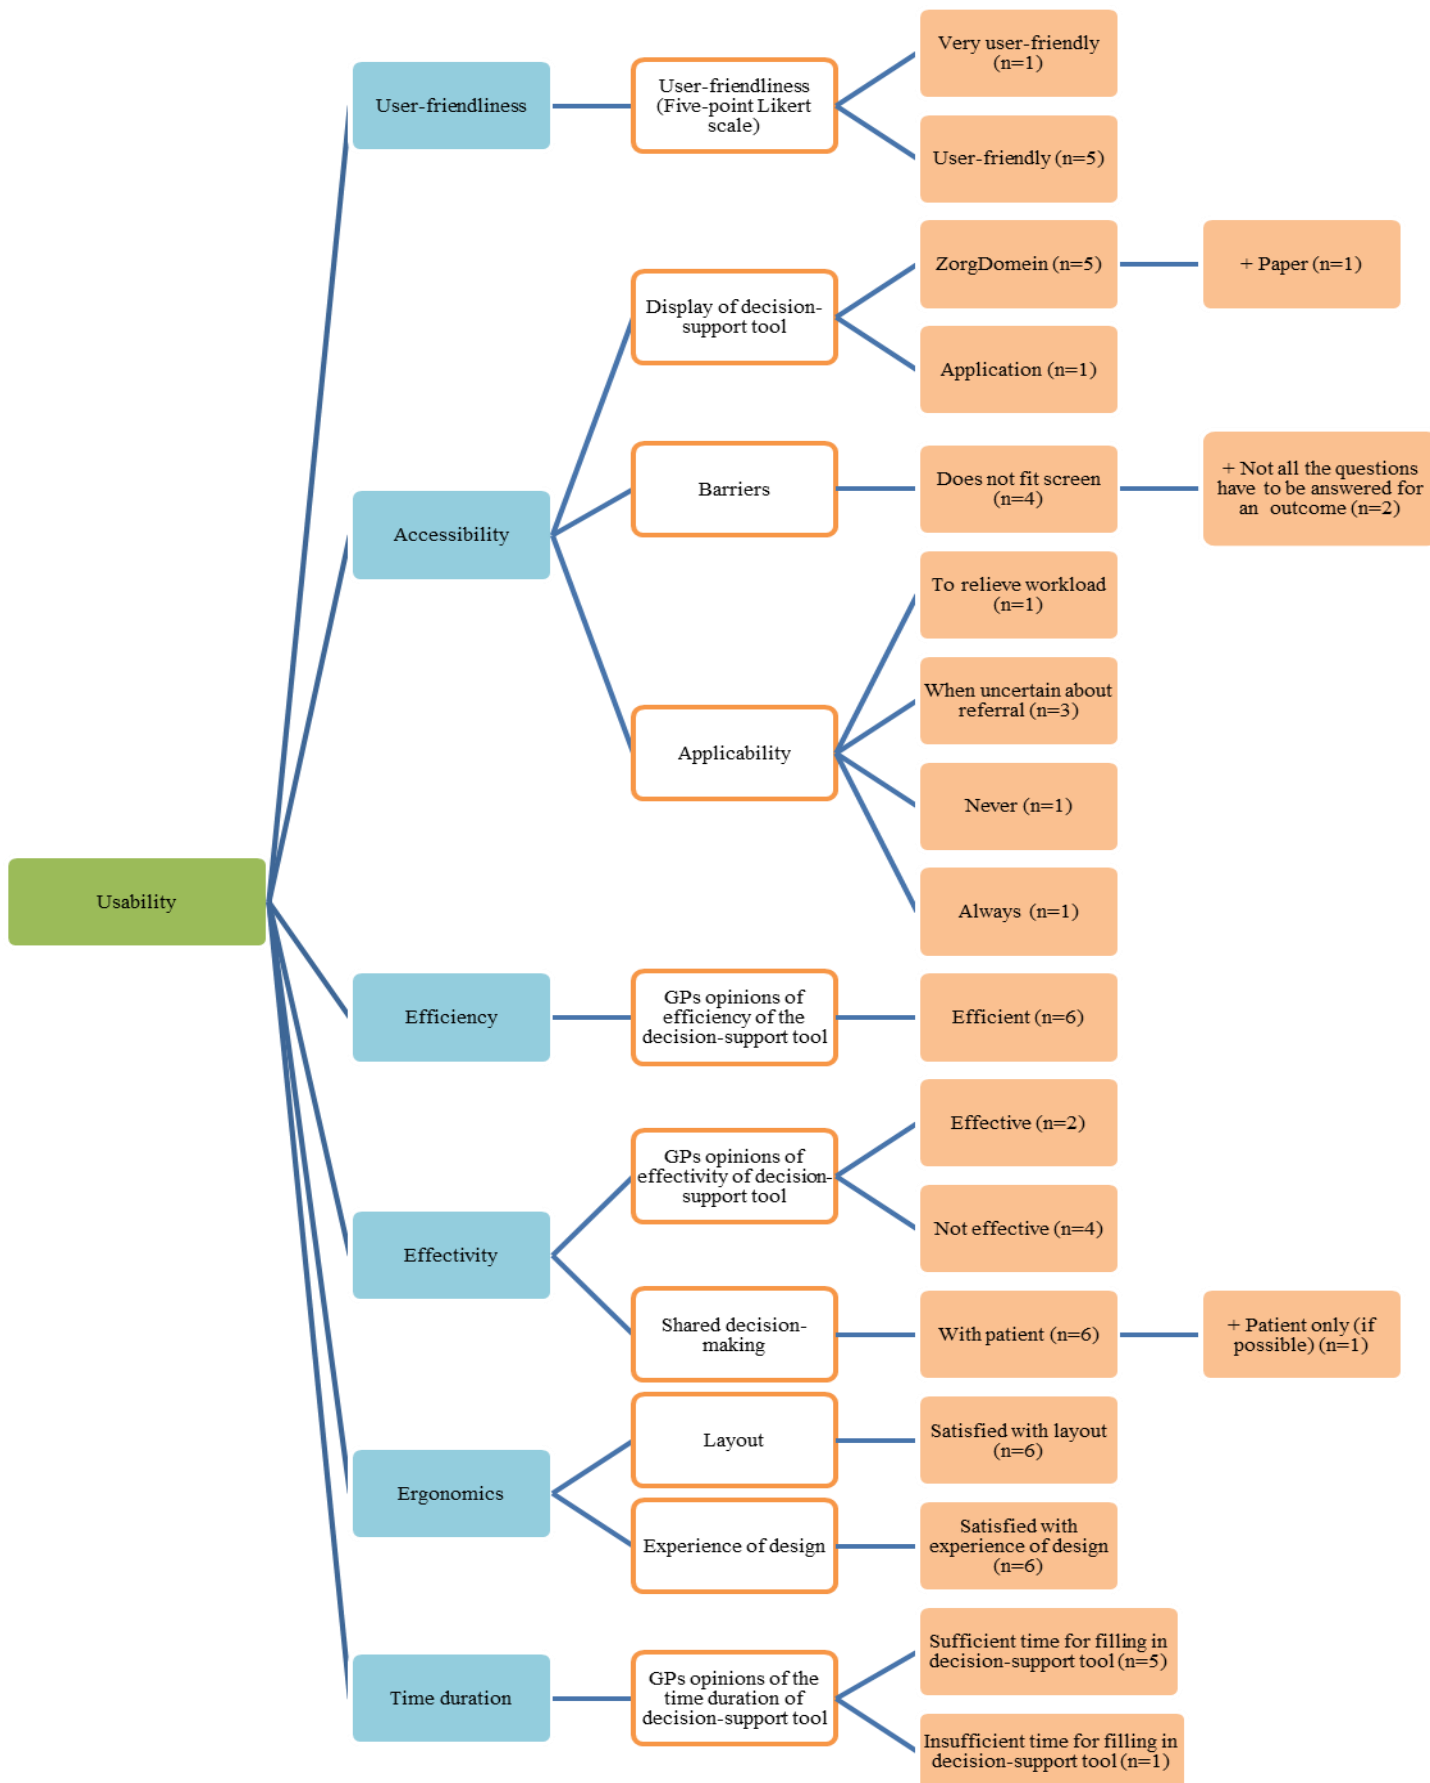 Usability
User-friendliness
User-friendliness
(Five-point Likert
scale)
Very user-friendly
(n=1)
User-friendly (n=5)
Accessibility
Display of decision-
support tool
ZorgDomein (n=5)
+ Paper (n=1)
Application (n=1)
Barriers
Does not fit screen
(n=4)
+ Not all the questions
have to be answered for
an outcome (n=2)
Applicability
To relieve workload
(n=1)
When uncertain about
referral (n=3)
Never (n=1)
Always (n=1)
Efficiency
GPs opinions of
efficiency of the
decision-support tool
Efficient (n=6)
Effectivity
GPs opinions of
effectivity of decision-
support tool
Effective (n=2)
Not effective (n=4)
Shared decision-
making
With patient (n=6)
+ Patient only (if
possible) (n=1)
Ergonomics
Layout
Satisfied with layout
(n=6)
Experience of design
Satisfied with
experience of design
(n=6)
Time duration
GPs opinions of the
time duration of
decision-support tool
Sufficient time for filling in
decision-support tool (n=5)
Insufficient time for filling in
decision-support tool (n=1)